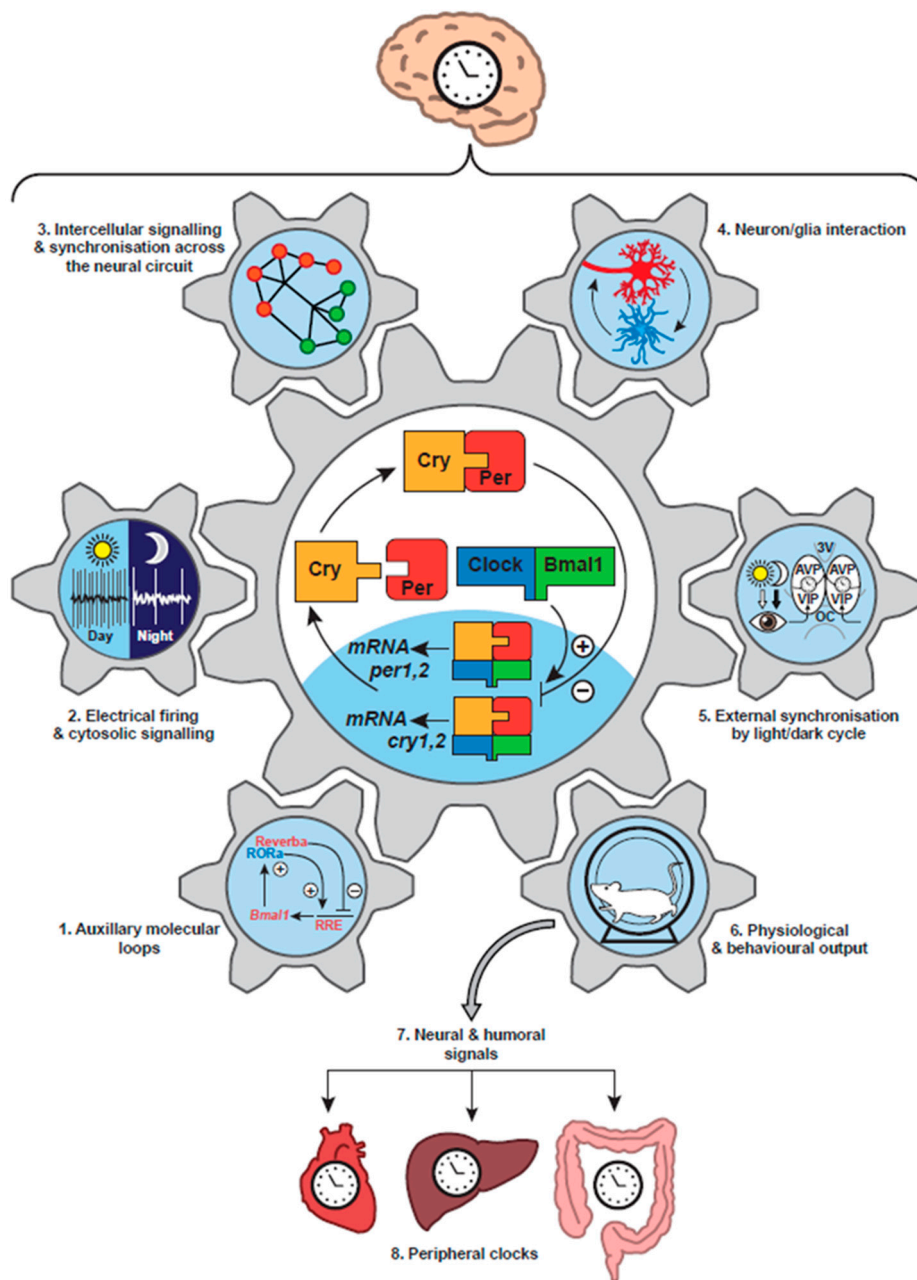 3. Intercellular signalling
& synchronisation across
the neural circuit
4. Neuron/glia interaction
Cry
Per
Cry
Per
Clock
Bmal1
+
mRNA
per1,2
−
mRNA
cry1,2
Day
Night
2. Electrical firing
& cytosolic signalling
3V
AVP
AVP
VIP
VIP
OC
5. External synchronisation
by light/dark cycle
Reverba
RORa
+
+
−
Bmal1
RRE
1. Auxillary molecular
loops
6. Physiological
& behavioural output
7. Neural & humoral
signals
8. Peripheral clocks